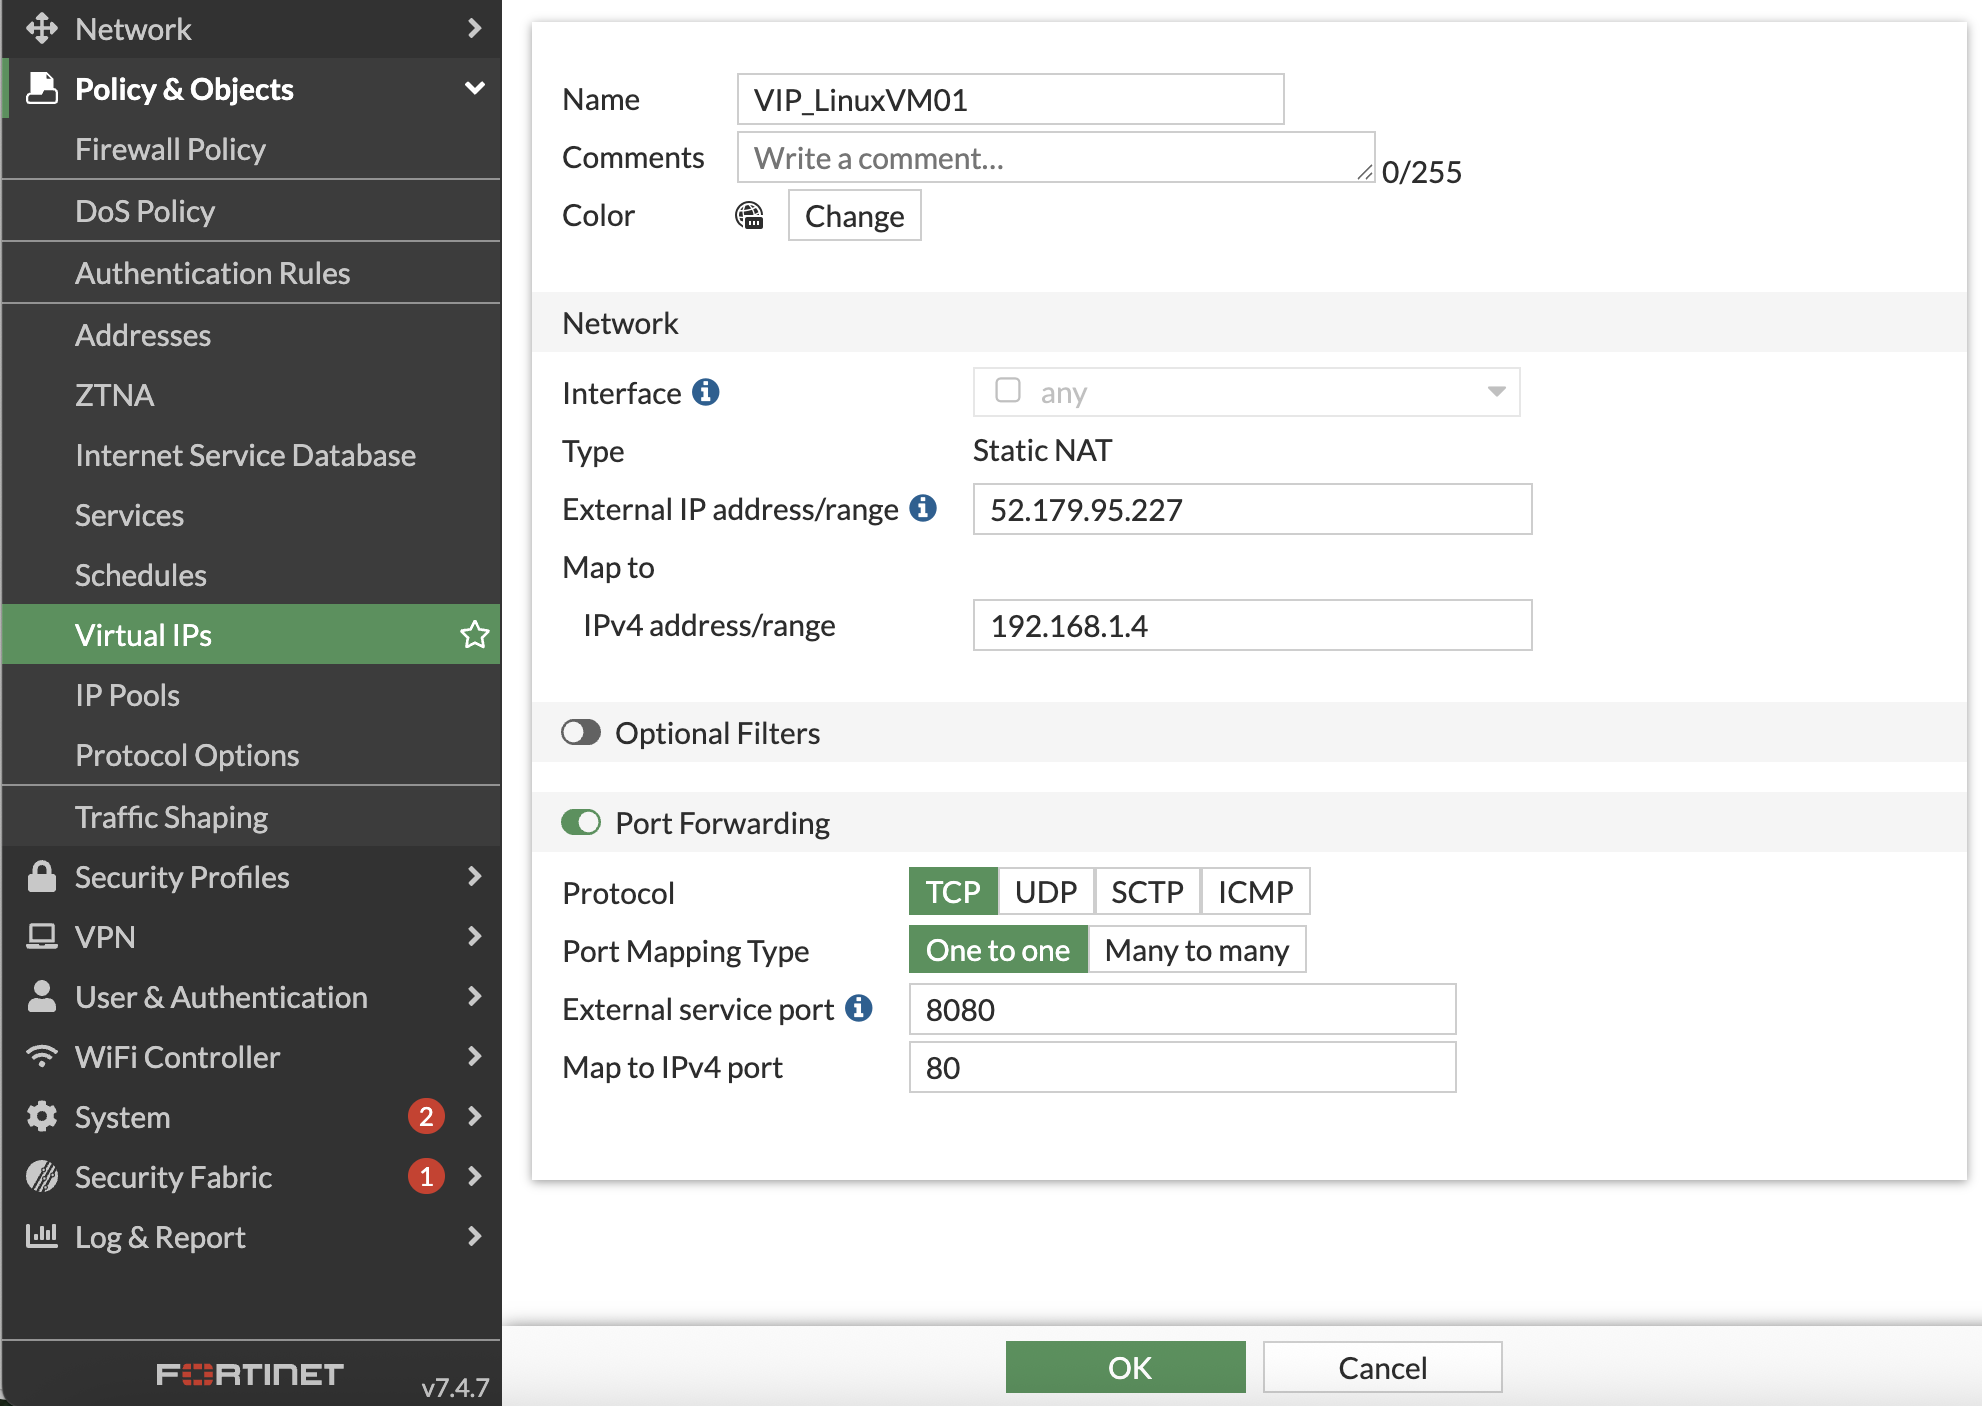 Network
Policy & Objects
Firewall Policy
DoS Policy
Authentication Rules
Addresses
ZTNA
Internet Service Database
Services
Schedules
Virtual IPs
IP Pools
Protocol Options
Traffic Shaping
Security Profiles
VPN
User & Authentication
WiFi Controller
System 2
Security Fabric 1
Log & Report
FORTINET v7.4.7
Name VIP_LinuxVM01
Comments Write a comment... 0/255
Color Change
Network
Interface any
Type Static NAT
External IP address/range 52.179.95.227
Map to
IPv4 address/range 192.168.1.4
Optional Filters
Port Forwarding
Protocol TCP UDP SCTP ICMP
Port Mapping Type One to one Many to many
External service port 8080
Map to IPv4 port 80
OK Cancel